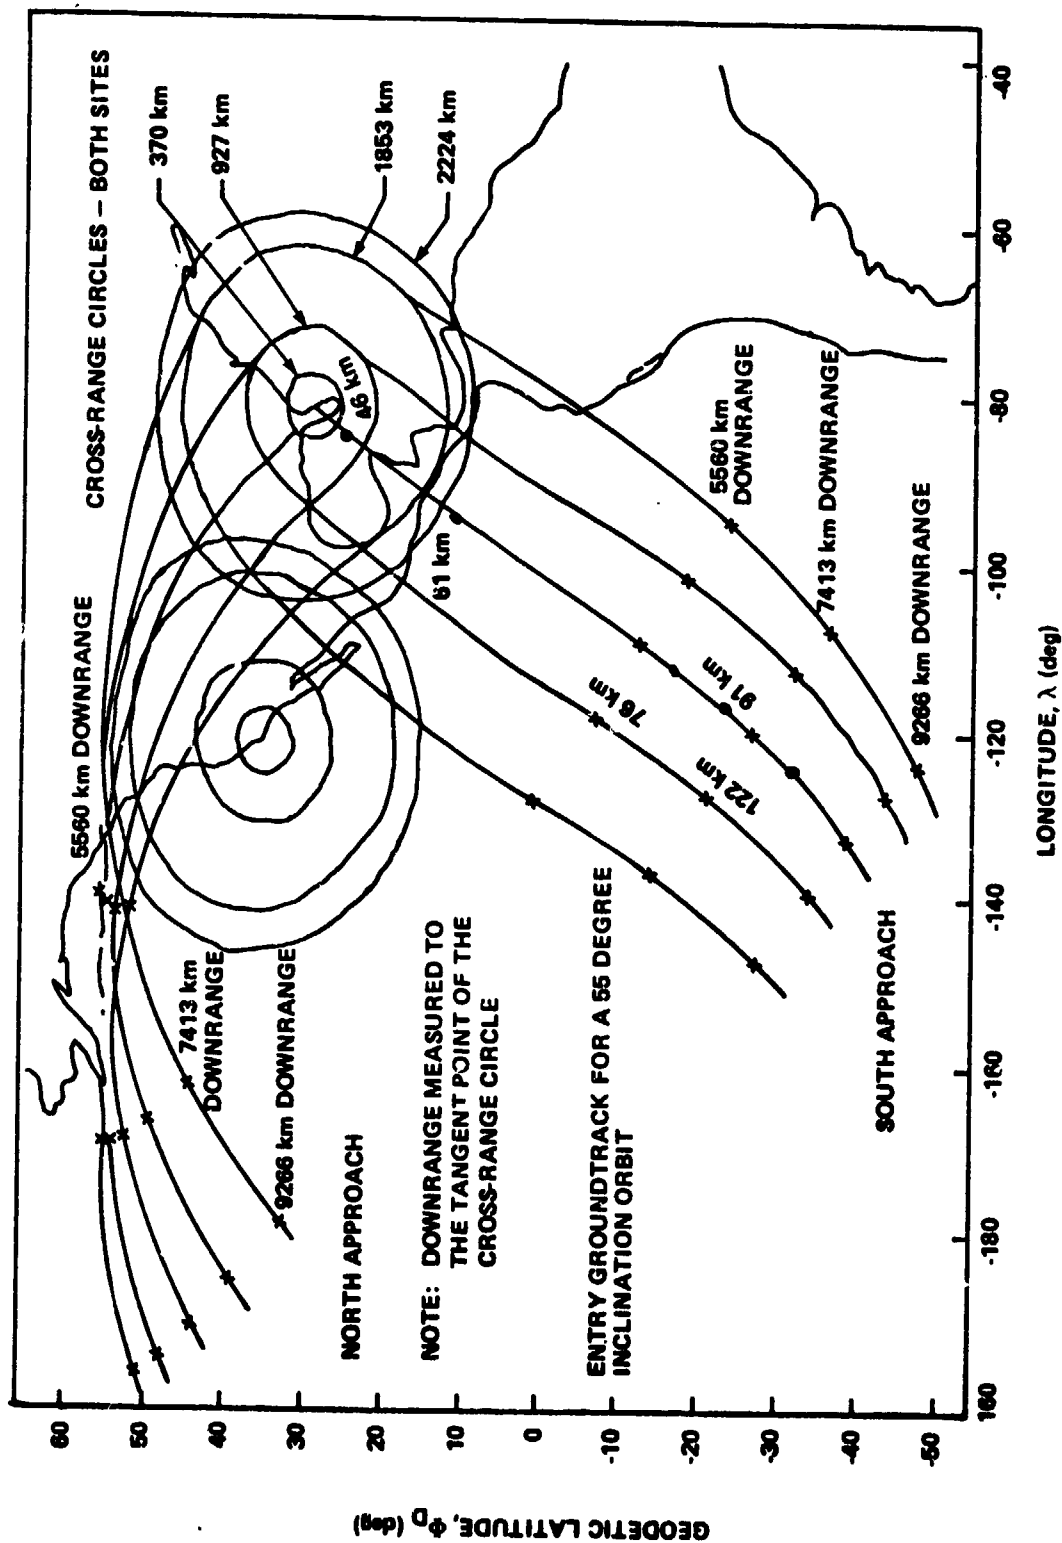 CROSS-RANGE CIRCLES – BOTH SITES
370 km
927 km
1853 km
2224 km
46 km
61 km
76 km
91 km
122 km
5560 km DOWNRANGE
7413 km
DOWNRANGE
9266 km DOWNRANGE
NORTH APPROACH
NOTE: DOWNRANGE MEASURED TO
THE TANGENT POINT OF THE
CROSS-RANGE CIRCLE
ENTRY GROUNDTRACK FOR A 55 DEGREE
INCLINATION ORBIT
5560 km
DOWNRANGE
7413 km DOWNRANGE
9266 km DOWNRANGE
SOUTH APPROACH
GEODETIC LATITUDE, ΦD (deg)
60
50
40
30
20
10
0
-10
-20
-30
-40
-50
160
-180
-160
-140
-120
-100
-80
-60
-40
LONGITUDE, λ (deg)